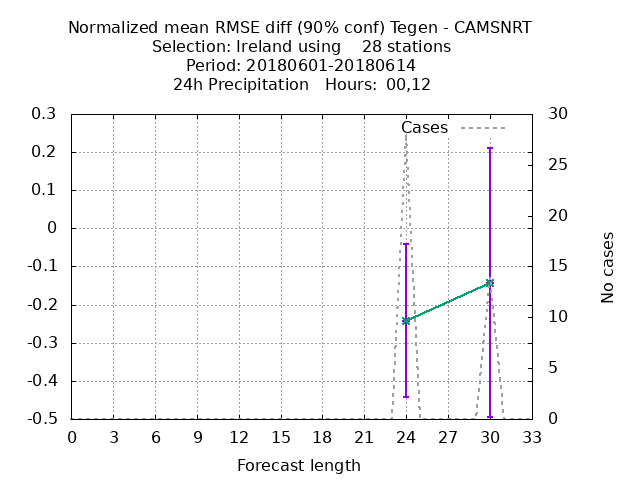 Normalized mean RMSE diff (90% conf) Tegen - CAMSNRT
Selection: Ireland using 28 stations
Period: 20180601-20180614
24h Precipitation Hours: 00,12
Cases
0.3
0.2
0.1
0
-0.1
-0.2
-0.3
-0.4
-0.5
30
25
20
15
10
5
0
No cases
0 3 6 9 12 15 18 21 24 27 30 33
Forecast length